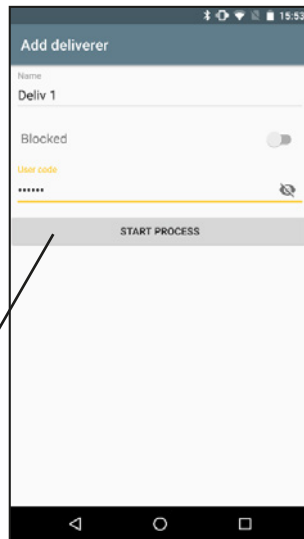 15:53
Add deliverer
Name
Deliv 1
Blocked
User code
••••••
START PROCESS